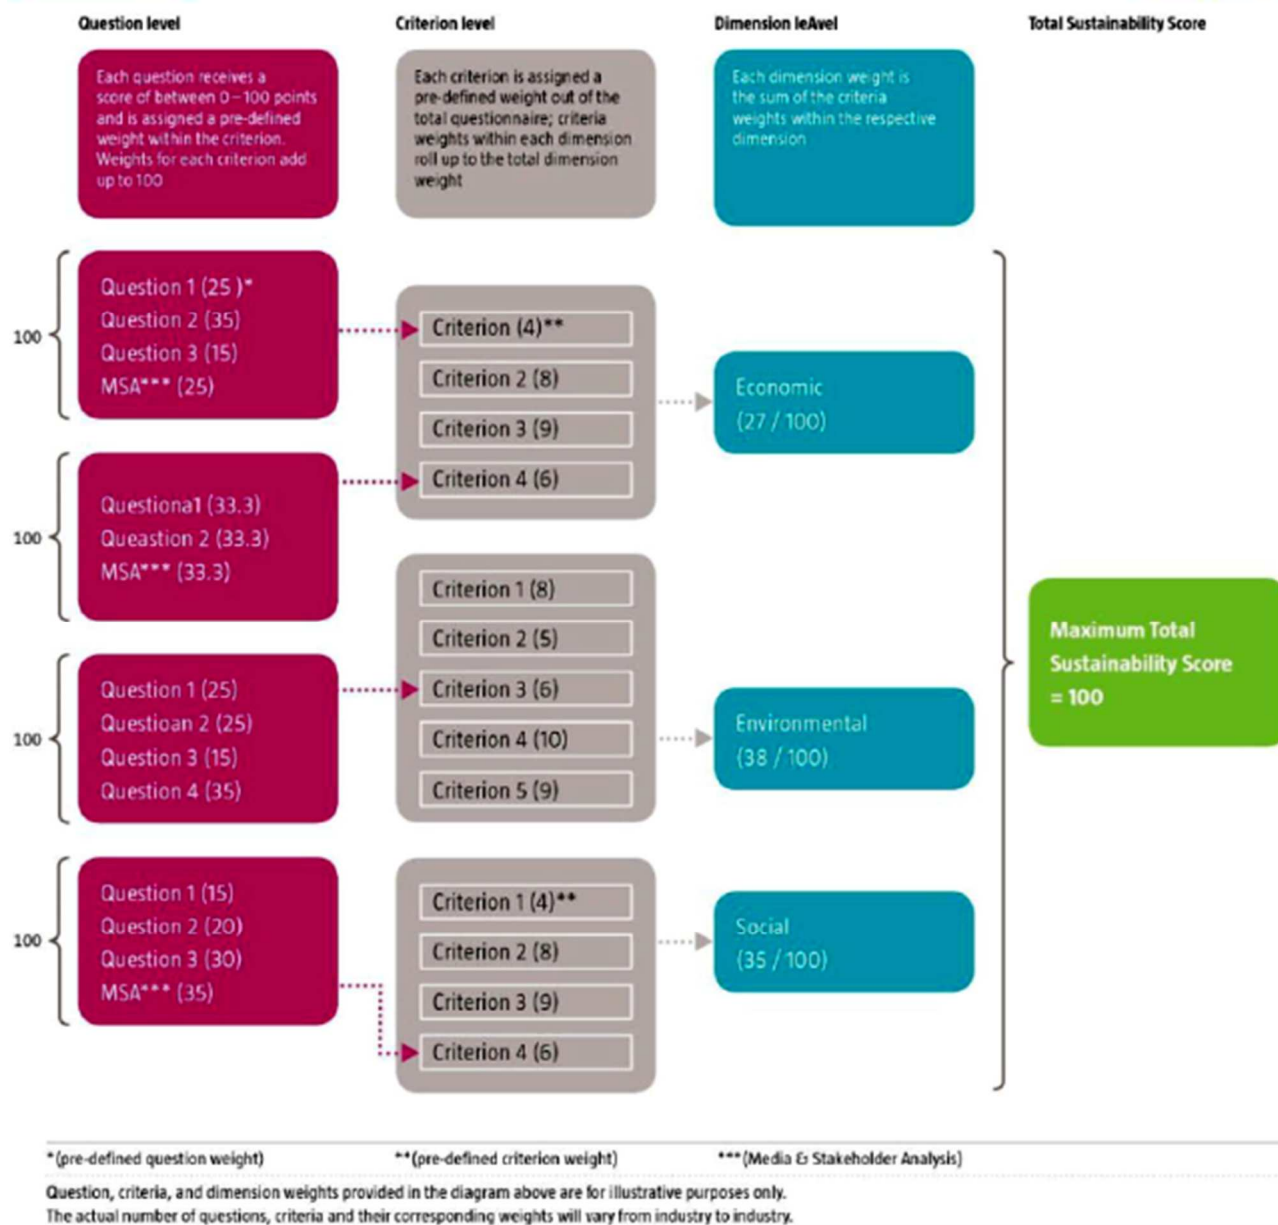 Question level
Criterion level
Dimension leAvel
Total Sustainability Score
Each question receives a
score of between 0–100 points
and is assigned a pre-defined
weight within the criterion.
Weights for each criterion add
up to 100
Each criterion is assigned a
pre-defined weight out of the
total questionnaire; criteria
weights within each dimension
roll up to the total dimension
weight
Each dimension weight is
the sum of the criteria
weights within the respective
dimension
100
Question 1 (25 )*
Question 2 (35)
Question 3 (15)
MSA*** (25)
Criterion (4)**
Criterion 2 (8)
Criterion 3 (9)
Criterion 4 (6)
Economic
(27 / 100)
100
Questiona1 (33.3)
Queastion 2 (33.3)
MSA*** (33.3)
Criterion 1 (8)
Criterion 2 (5)
Criterion 3 (6)
Criterion 4 (10)
Criterion 5 (9)
Environmental
(38 / 100)
Maximum Total
Sustainability Score
= 100
100
Question 1 (25)
Questioan 2 (25)
Question 3 (15)
Question 4 (35)
100
Question 1 (15)
Question 2 (20)
Question 3 (30)
MSA*** (35)
Criterion 1 (4)**
Criterion 2 (8)
Criterion 3 (9)
Criterion 4 (6)
Social
(35 / 100)
*(pre-defined question weight)
**(pre-defined criterion weight)
***(Media & Stakeholder Analysis)
Question, criteria, and dimension weights provided in the diagram above are for illustrative purposes only.
The actual number of questions, criteria and their corresponding weights will vary from industry to industry.